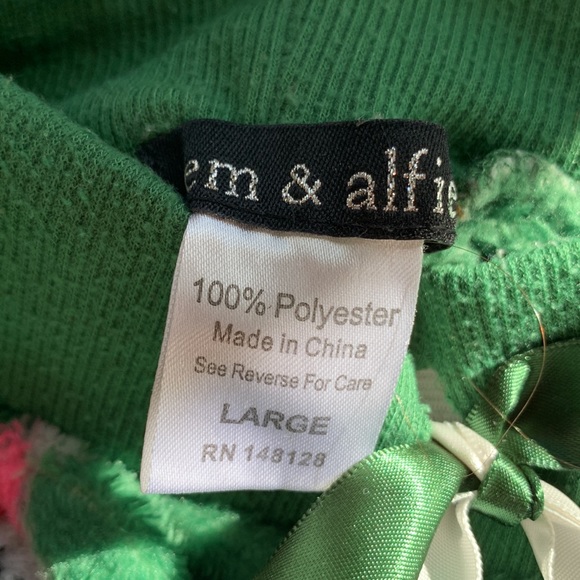 em & alfie
100% Polyester
Made in China
See Reverse For Care
LARGE
RN 148128